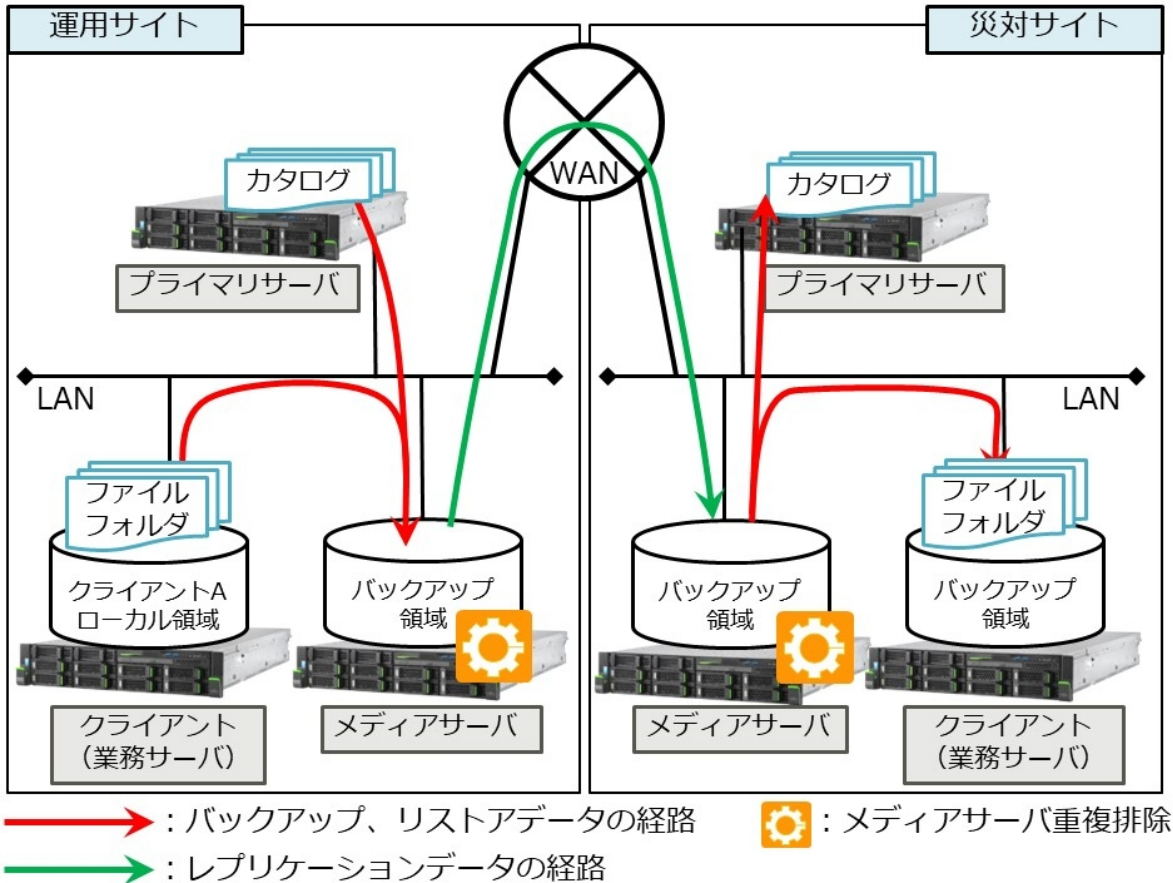 運用サイト
災対サイト
WAN
カタログ
カタログ
プライマリサーバ
プライマリサーバ
LAN
LAN
ファイル
フォルダ
クライアントA
ローカル領域
バックアップ
領域
バックアップ
領域
ファイル
フォルダ
バックアップ
領域
クライアント
（業務サーバ）
メディアサーバ
メディアサーバ
クライアント
（業務サーバ）
：バックアップ、リストアデータの経路
：メディアサーバ重複排除
：レプリケーションデータの経路